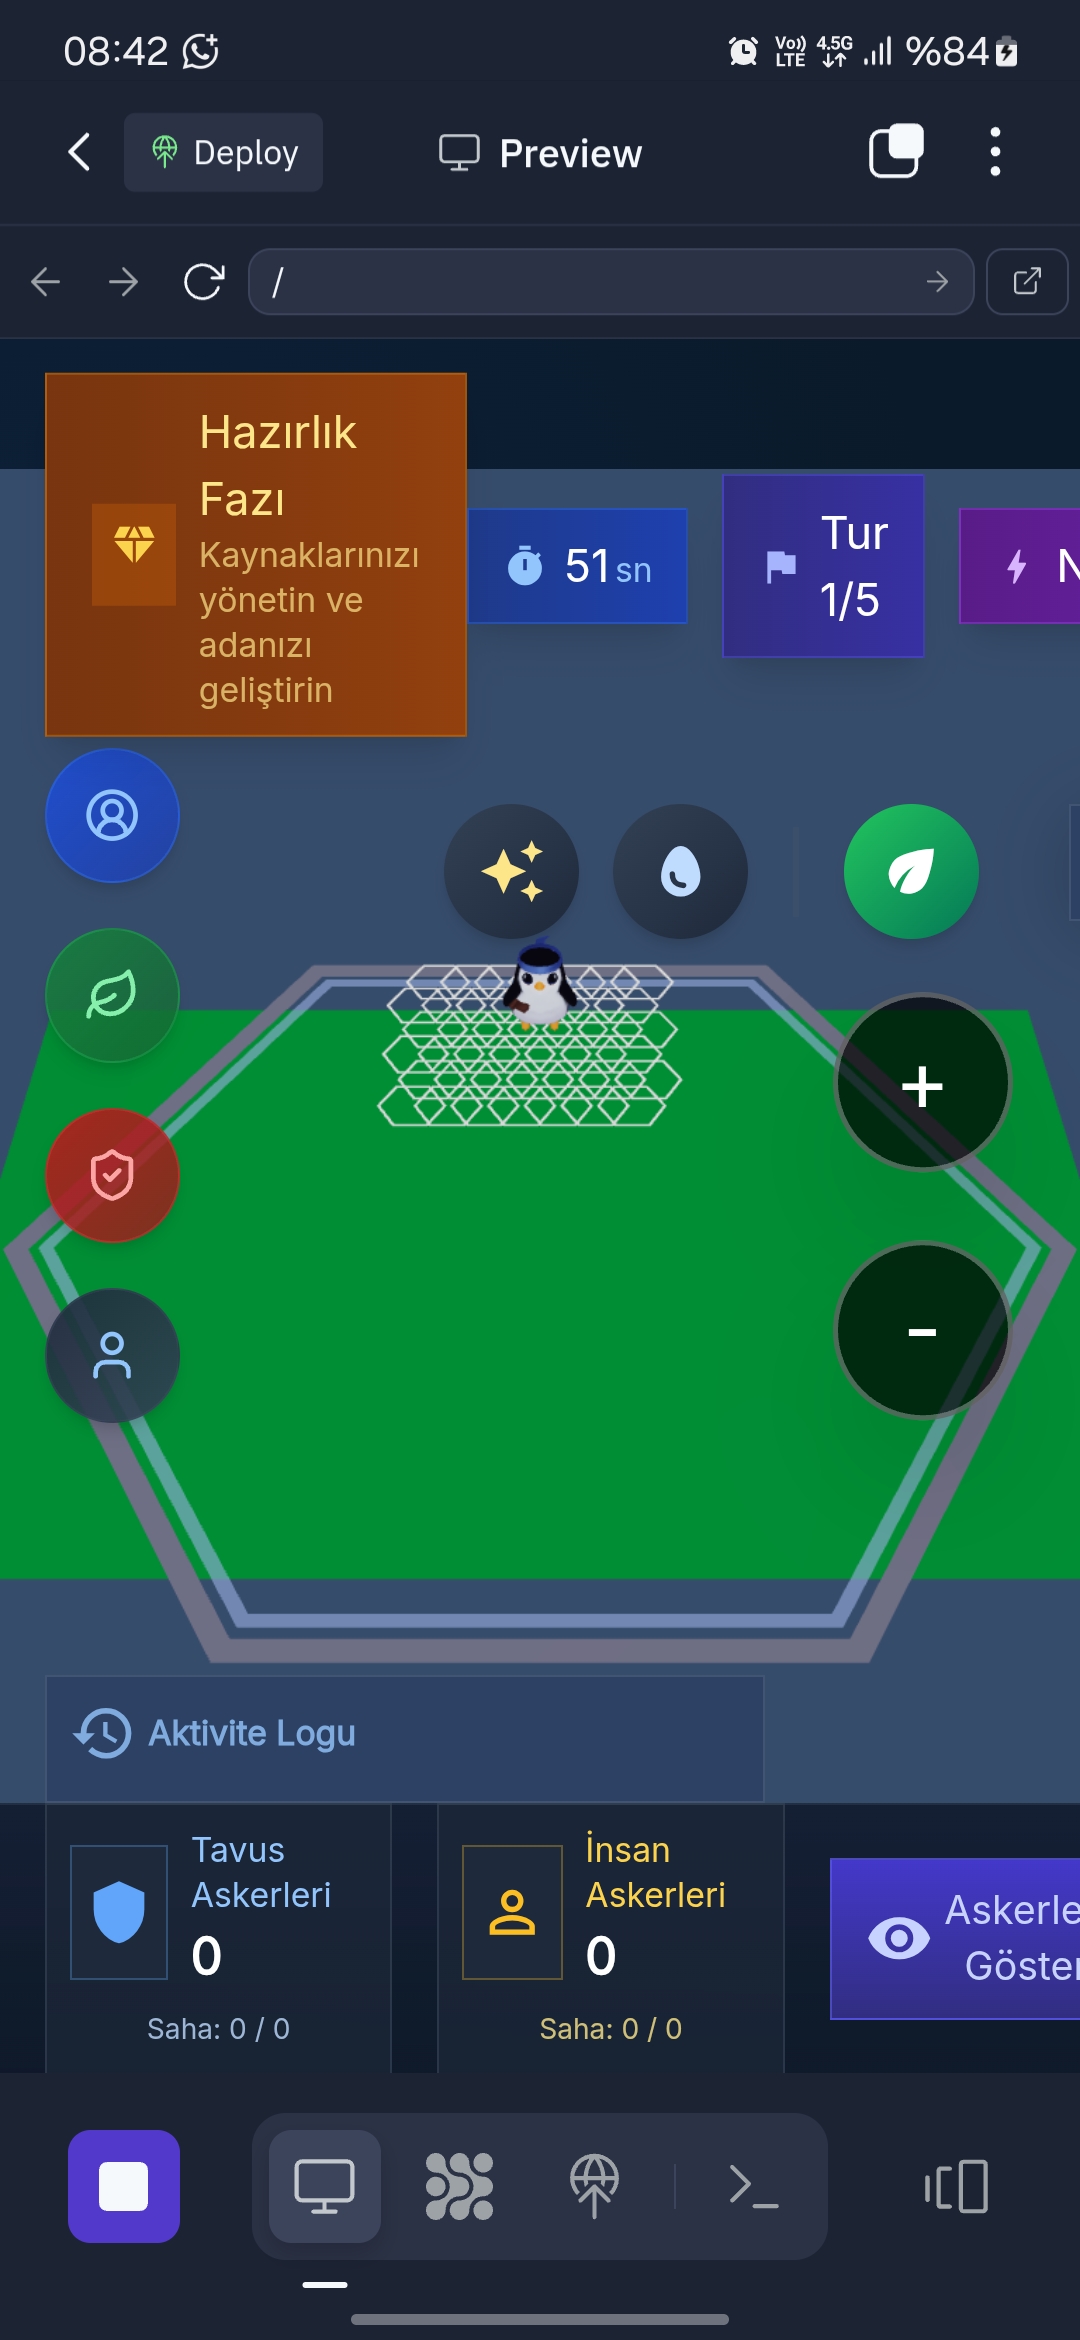 08:42
Vo)) LTE 4.5G %84
Deploy
Preview
/
Hazırlık
Fazı
Kaynaklarınızı
yönetin ve
adanızı
geliştirin
51 sn
Tur
1/5
N
+
-
Aktivite Logu
Tavus
Askerleri
0
Saha: 0 / 0
İnsan
Askerleri
0
Saha: 0 / 0
Askerle
Göster